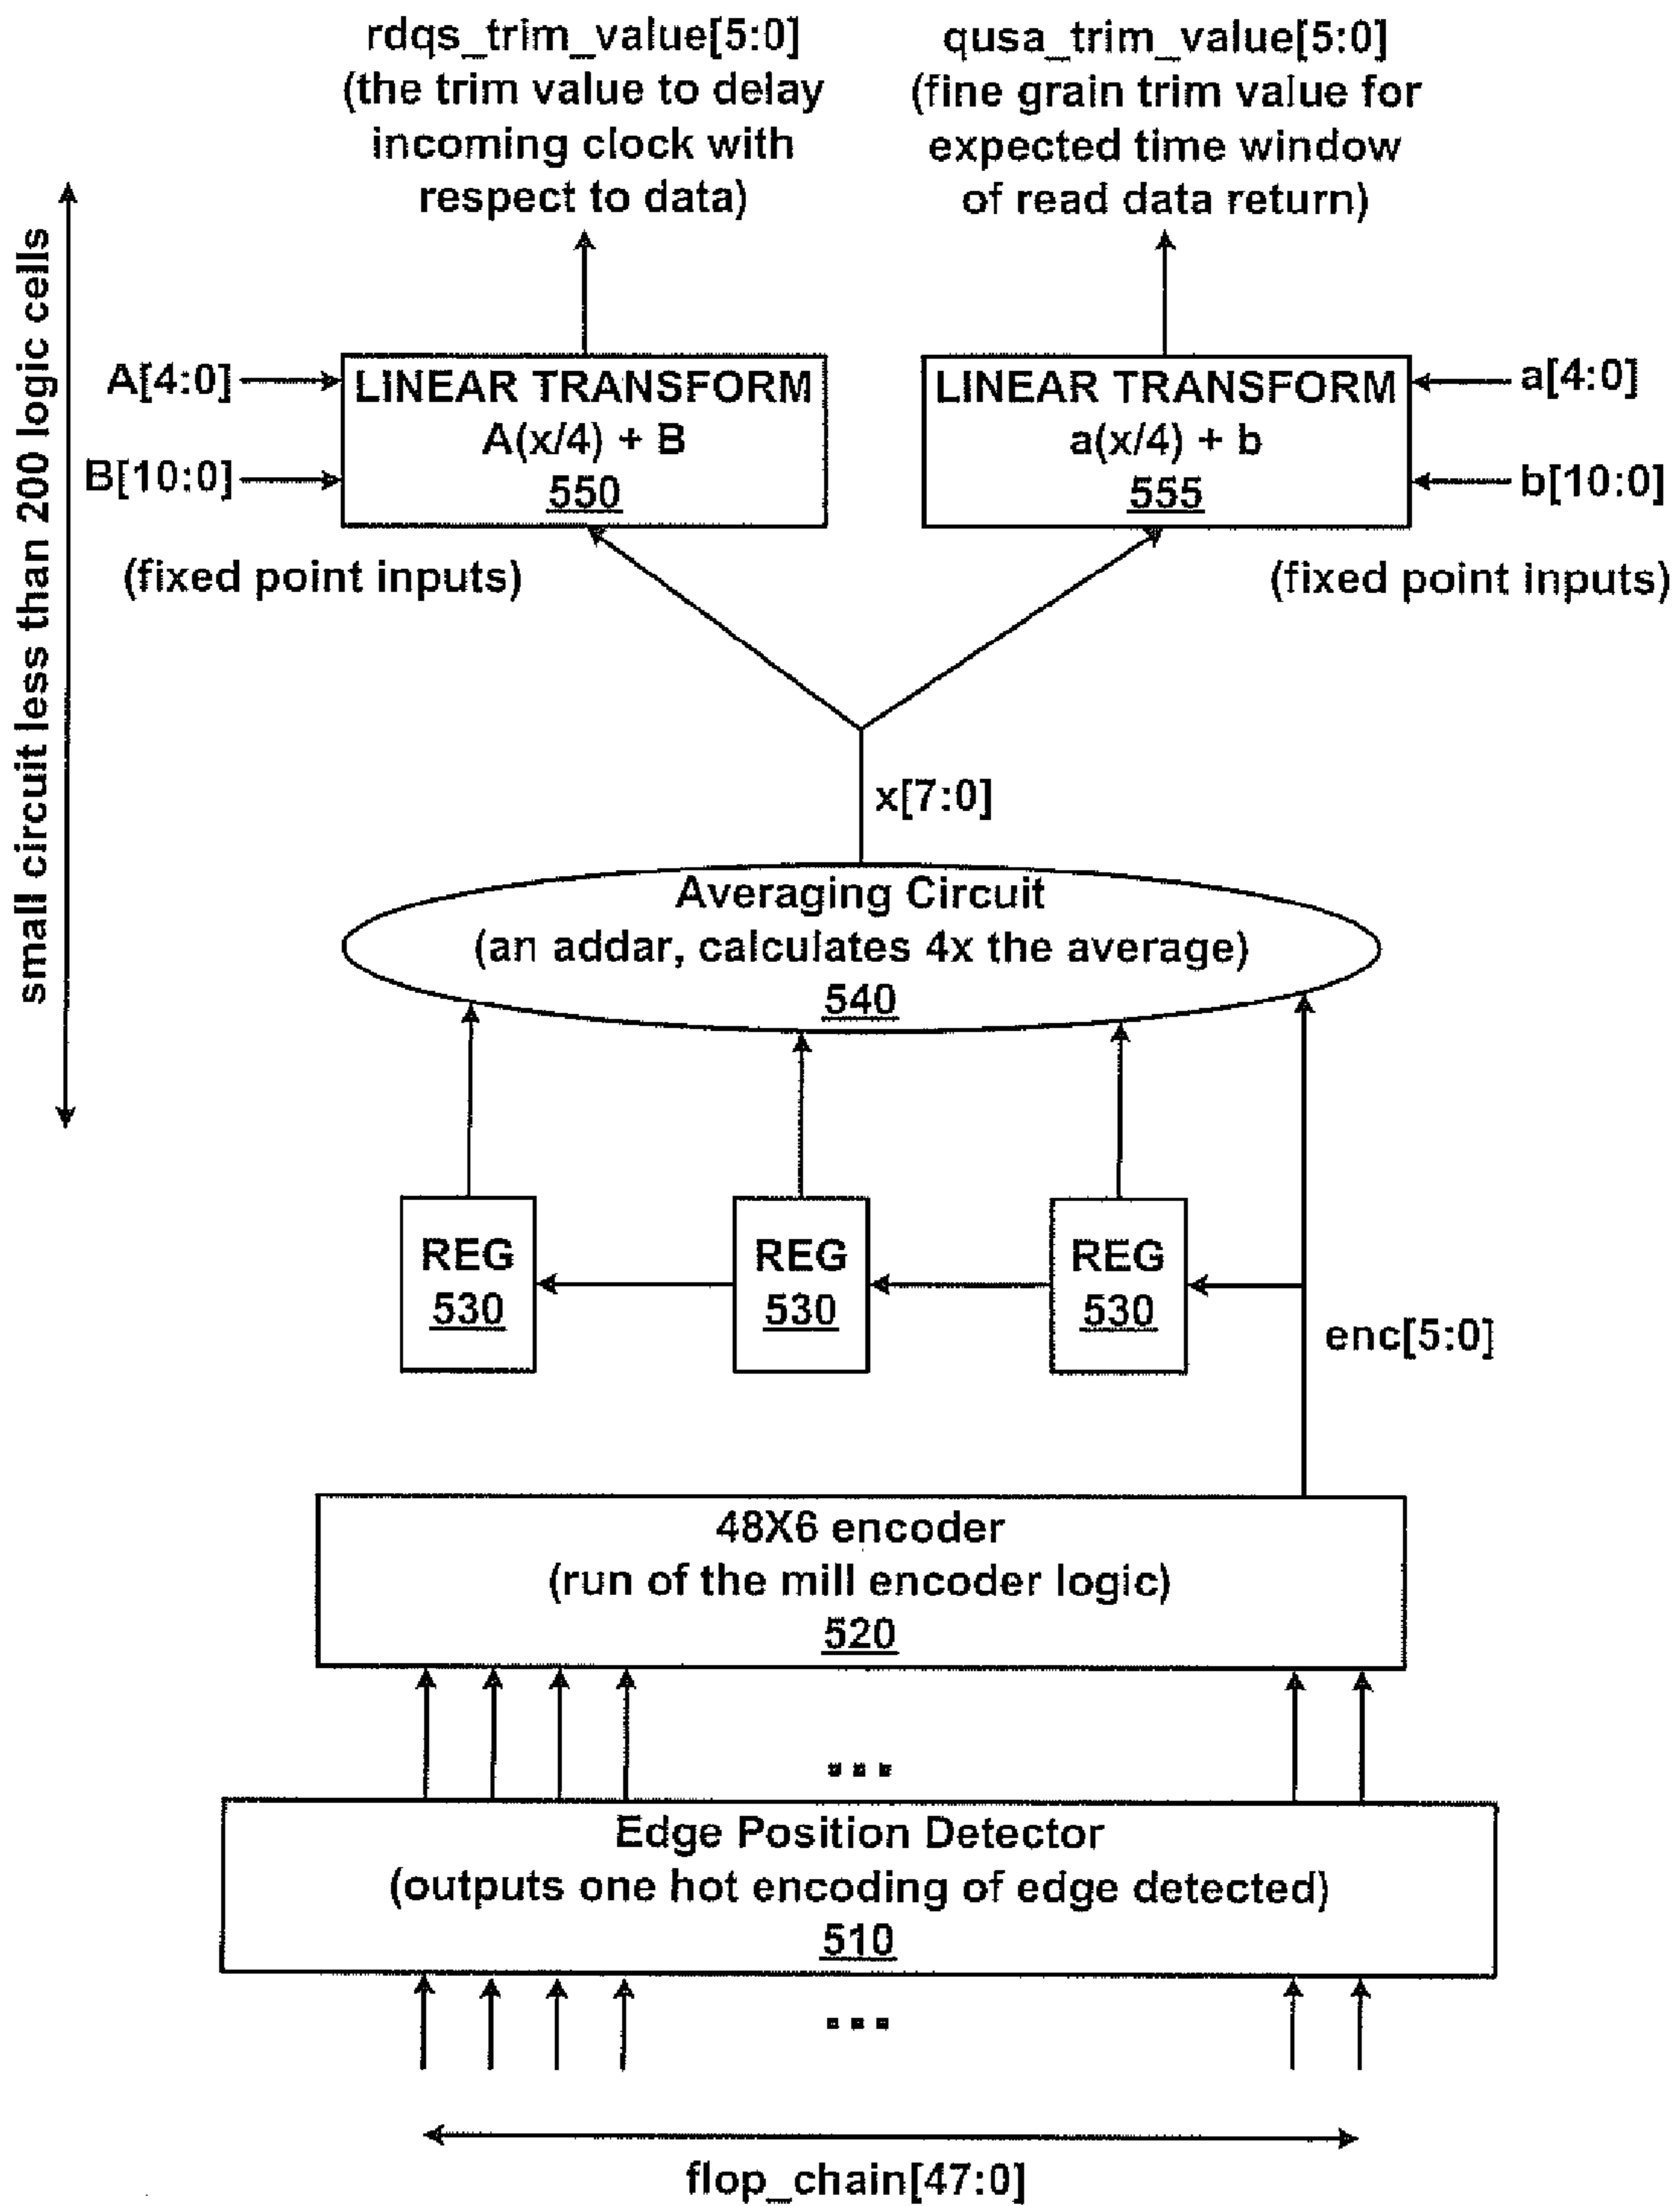 rdqs_trim_value[5:0]
(the trim value to delay
incoming clock with
respect to data)
qusa_trim_value[5:0]
(fine grain trim value for
expected time window
of read data return)
small circuit less than 200 logic cells
A[4:0]
B[10:0]
LINEAR TRANSFORM
A(x/4) + B
550
LINEAR TRANSFORM
a(x/4) + b
555
a[4:0]
b[10:0]
(fixed point inputs)
(fixed point inputs)
x[7:0]
Averaging Circuit
(an addar, calculates 4x the average)
540
REG
530
REG
530
REG
530
enc[5:0]
48X6 encoder
(run of the mill encoder logic)
520
...
Edge Position Detector
(outputs one hot encoding of edge detected)
510
...
flop_chain[47:0]